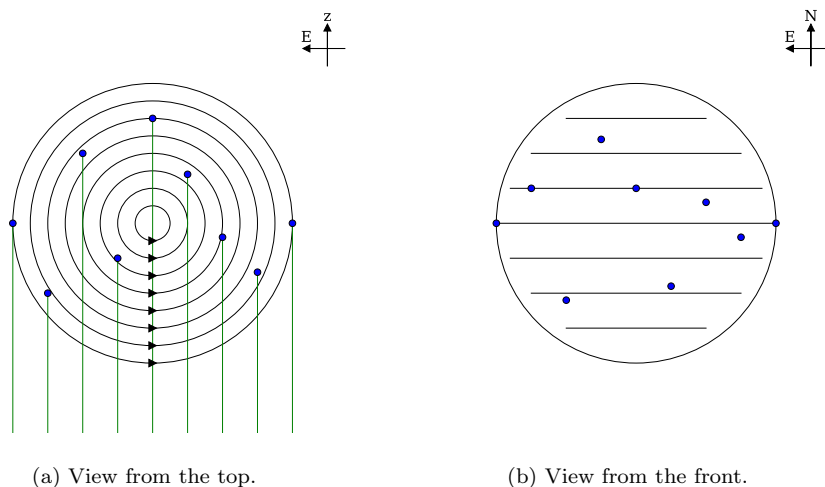 z
E
N
E
(a) View from the top.
(b) View from the front.